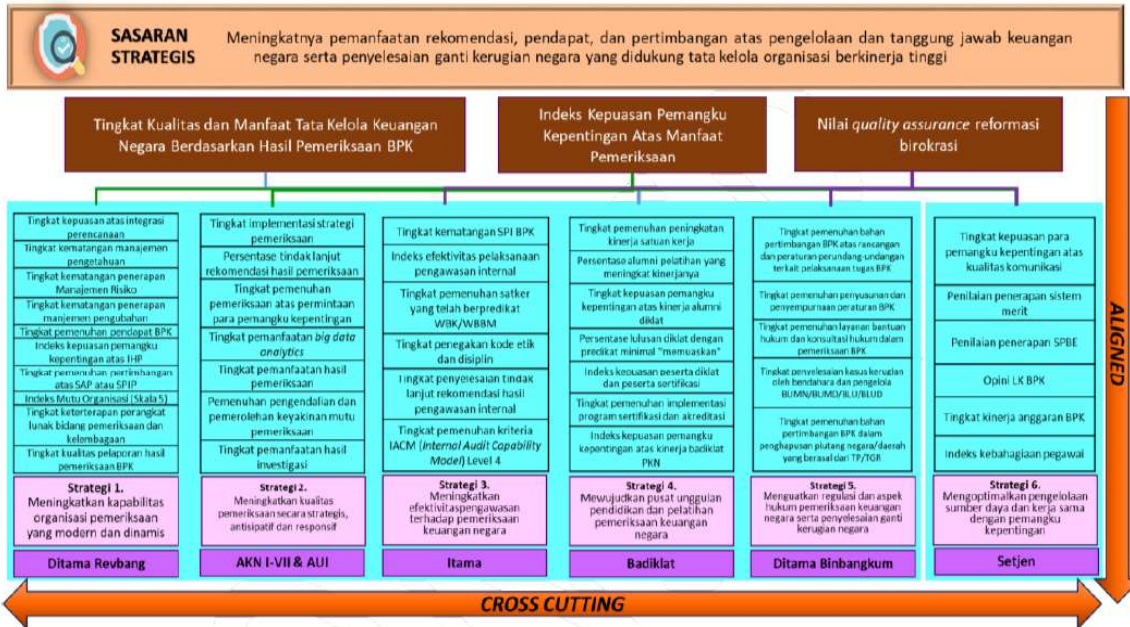 SASARAN
STRATEGIS
Meningkatnya pemanfaatan rekomendasi, pendapat, dan pertimbangan atas pengelolaan dan tanggung jawab keuangan
negara serta penyelesaian ganti kerugian negara yang didukung tata kelola organisasi berkinerja tinggi
Tingkat Kualitas dan Manfaat Tata Kelola Keuangan
Negara Berdasarkan Hasil Pemeriksaan BPK
Indeks Kepuasan Pemangku
Kepentingan Atas Manfaat
Pemeriksaan
Nilai quality assurance reformasi
birokrasi
Tingkat kepuasan atas integrasi
perencanaan
Tingkat kematangan manajemen
pengetahuan
Tingkat kematangan penerapan
Manajemen Risiko
Tingkat kematangan penerapan
manjemen pengubahan
Tingkat pemenuhan pendapat BPK
Indeks kepuasan pemangku
kepentingan atas IHP
Tingkat pemenuhan pertimbangan
atas SAP atau SPIP
Indeks Mutu Organisasi (Skala 5)
Tingkat keterterapan perangkat
lunak bidang pemeriksaan dan
kelembagaan
Tingkat kualitas pelaporan hasil
pemeriksaan BPK
Strategi 1.
Meningkatkan kapabilitas
organisasi pemeriksaan
yang modern dan dinamis
Ditama Revbang
Tingkat implementasi strategi
pemeriksaan
Persentase tindak lanjut
rekomendasi hasil pemeriksaan
Tingkat pemenuhan
pemeriksaan atas permintaan
para pemangku kepentingan
Tingkat pemanfaatan big data
analytics
Tingkat pemanfaatan hasil
pemeriksaan
Pemenuhan pengendalian dan
pemerolehan keyakinan mutu
pemeriksaan
Tingkat pemanfaatan hasil
investigasi
Strategi 2.
Meningkatkan kualitas
pemeriksaan secara strategis,
antisipatif dan responsif
AKN I-VII & AUI
Tingkat kematangan SPI BPK
Indeks efektivitas pelaksanaan
pengawasan internal
Tingkat pemenuhan satker
yang telah berpredikat
WBK/WBBM
Tingkat penegakan kode etik
dan disiplin
Tingkat penyelesaian tindak
lanjut rekomendasi hasil
pengawasan internal
Tingkat pemenuhan kriteria
IACM (Internal Audit Capability
Model) Level 4
Strategi 3.
Meningkatkan
efektivitaspengawasan
terhadap pemeriksaan
keuangan negara
Itama
Tingkat pemenuhan peningkatan
kinerja satuan kerja
Persentase alumni pelatihan yang
meningkat kinerjanya
Tingkat kepuasan pemangku
kepentingan atas kinerja alumni
diklat
Persentase lulusan diklat dengan
predikat minimal "memuaskan"
Indeks kepuasan peserta diklat
dan peserta sertifikasi
Tingkat pemenuhan implementasi
program sertifikasi dan akreditasi
Indeks kepuasan pemangku
kepentingan atas kinerja badiklat
PKN
Strategi 4.
Mewujudkan pusat unggulan
pendidikan dan pelatihan
pemeriksaan keuangan
negara
Badiklat
Tingkat pemenuhan bahan
pertimbangan BPK atas rancangan
dan peraturan perundang-undangan
terkait pelaksanaan tugas BPK
Tingkat pemenuhan penyusunan dan
penyempurnaan peraturan BPK
Tingkat pemenuhan layanan bantuan
hukum dan konsultasi hukum dalam
pemeriksaan BPK
Tingkat penyelesaian kasus kerugian
oleh bendahara dan pengelola
BUMN/BUMD/BLU/BLUD
Tingkat pemenuhan bahan
pertimbangan BPK dalam
penghapusan piutang negara/daerah
yang berasal dari TP/TGR
Strategi 5.
Menguatkan regulasi dan aspek
hukum pemeriksaan keuangan
negara serta penyelesaian ganti
kerugian negara
Ditama Binbangkum
Tingkat kepuasan para
pemangku kepentingan atas
kualitas komunikasi
Penilaian penerapan sistem
merit
Penilaian penerapan SPBE
Opini LK BPK
Tingkat kinerja anggaran BPK
Indeks kebahagiaan pegawai
Strategi 6.
Mengoptimalkan pengelolaan
sumber daya dan kerja sama
dengan pemangku
kepentingan
Setjen
ALIGNED
CROSS CUTTING